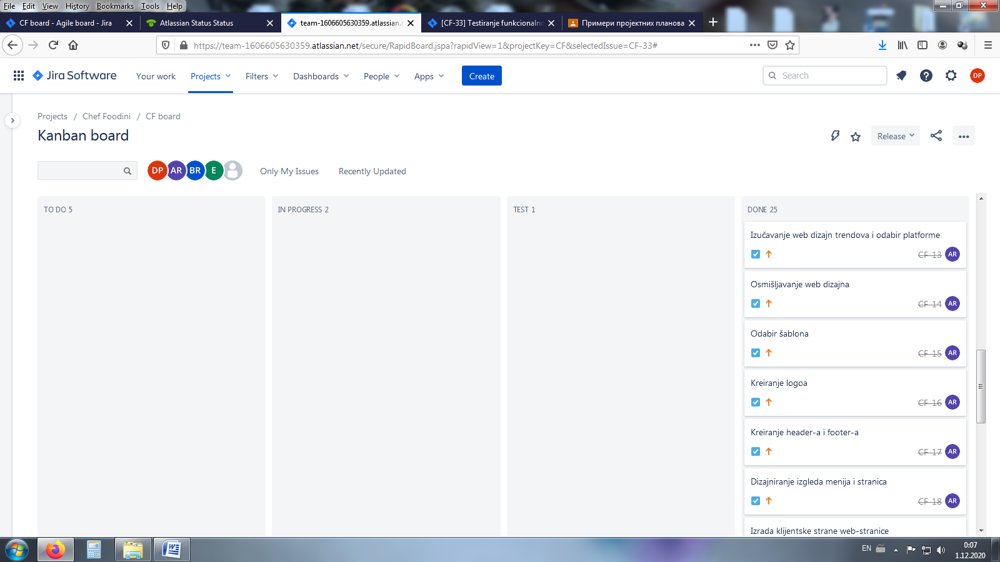 File Edit View History Bookmarks Tools Help
CF board - Agile board - Jira
Atlassian Status Status
team-1606605630359.atlassian.
[CF-33] Testiranje funkcionaln
Примери пројектних планова
https://team-1606605630359.atlassian.net/secure/RapidBoard.jspa?rapidView=1&projectKey=CF&selectedIssue=CF-33#
Jira Software
Your work Projects Filters Dashboards People Apps Create
Search
DP
Projects / Chef Foodini / CF board
Kanban board
Release
DP AR BR E
Only My Issues Recently Updated
TO DO 5
IN PROGRESS 2
TEST 1
DONE 25
Izučavanje web dizajn trendova i odabir platforme
CF-13 AR
Osmišljavanje web dizajna
CF-14 AR
Odabir šablona
CF-15 AR
Kreiranje logoa
CF-16 AR
Kreiranje header-a i footer-a
CF-17 AR
Dizajniranje izgleda menija i stranica
CF-18 AR
Izrada klijentske strane web-stranice
EN
0:07
1.12.2020